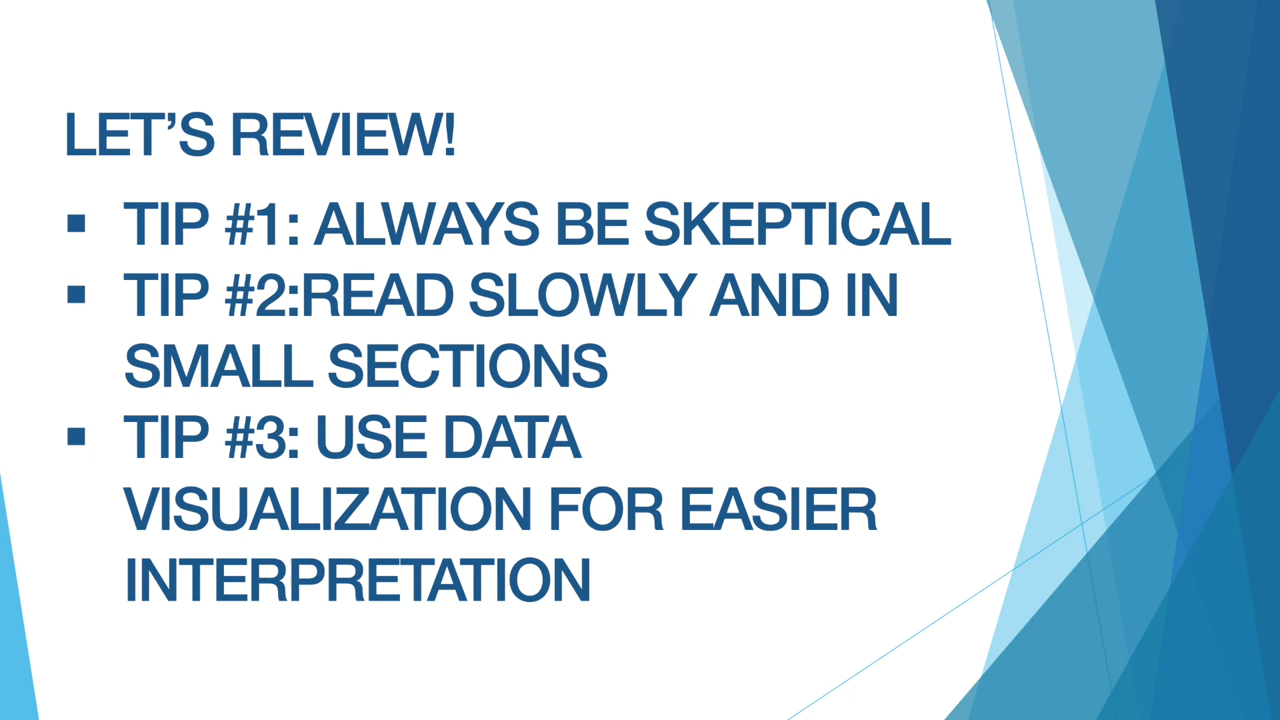 LET’S REVIEW!
▪ TIP #1: ALWAYS BE SKEPTICAL
▪ TIP #2:READ SLOWLY AND IN
SMALL SECTIONS
▪ TIP #3: USE DATA
VISUALIZATION FOR EASIER
INTERPRETATION